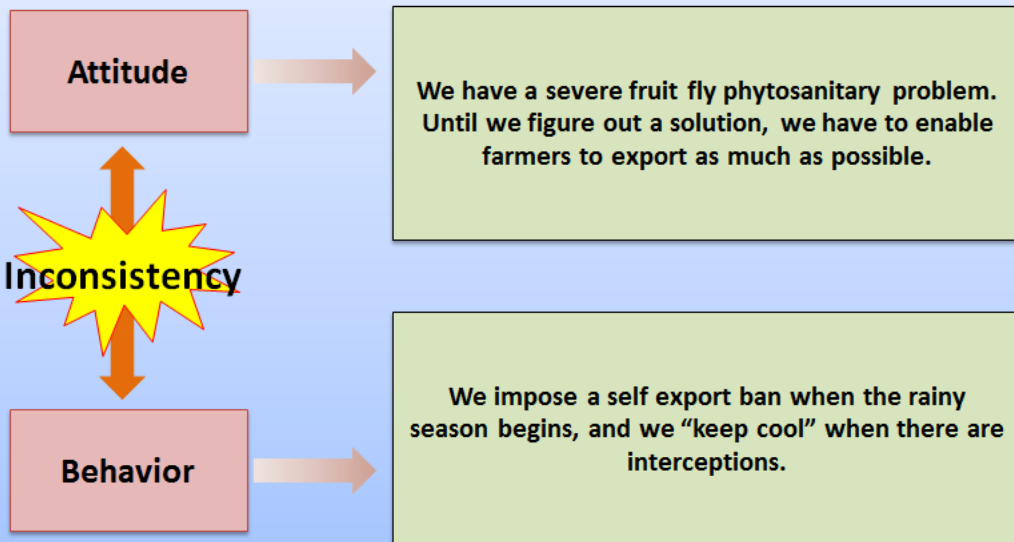 Attitude
We have a severe fruit fly phytosanitary problem.
Until we figure out a solution, we have to enable
farmers to export as much as possible.
Inconsistency
Behavior
We impose a self export ban when the rainy
season begins, and we “keep cool” when there are
interceptions.